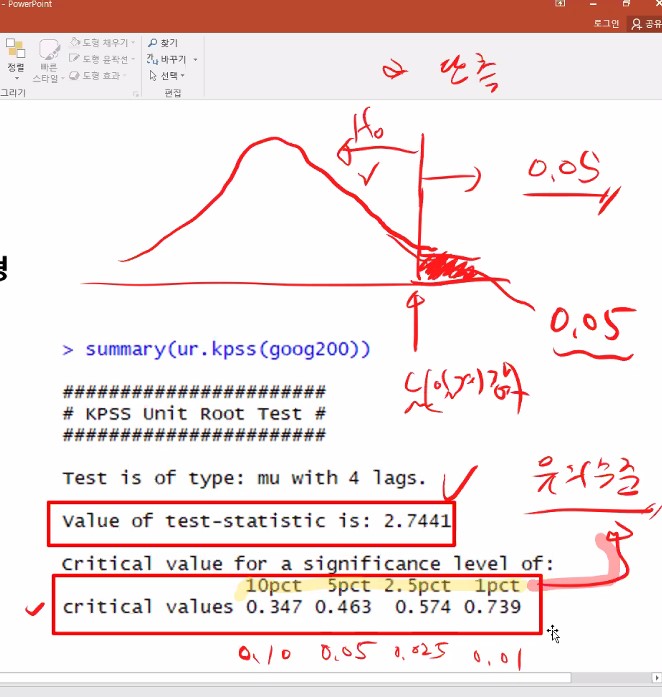 - PowerPoint
로그인 공유
정렬
빠른
스타일
도형 채우기
도형 윤곽선
도형 효과
찾기
바꾸기
선택
그리기
편집
단측
H₀
0.05
0.05
> summary(ur.kpss(goog200))
#######################
# KPSS Unit Root Test #
#######################
Test is of type: mu with 4 lags.
유의수준
Value of test-statistic is: 2.7441
Critical value for a significance level of:
10pct 5pct 2.5pct 1pct
critical values 0.347 0.463 0.574 0.739
0.10 0.05 0.025 0.01